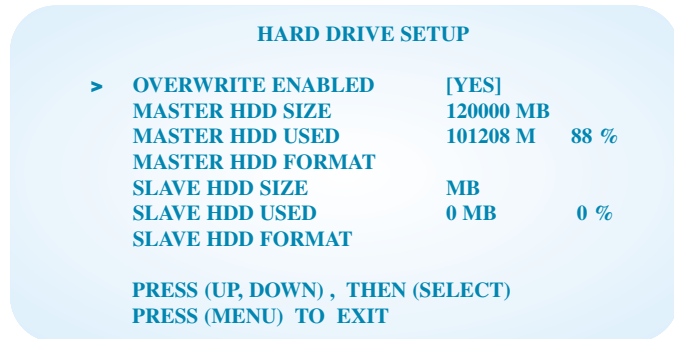 HARD DRIVE SETUP
> OVERWRITE ENABLED [YES]
MASTER HDD SIZE 120000 MB
MASTER HDD USED 101208 M 88 %
MASTER HDD FORMAT
SLAVE HDD SIZE MB
SLAVE HDD USED 0 MB 0 %
SLAVE HDD FORMAT
PRESS (UP, DOWN) , THEN (SELECT)
PRESS (MENU) TO EXIT